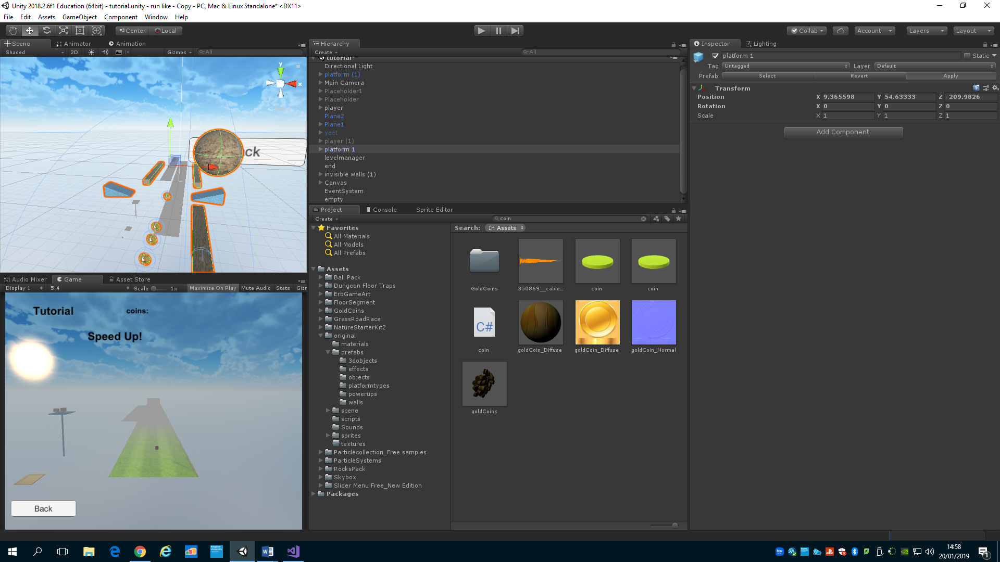 Unity 2018.2.6f1 Education (64bit) - tutorial.unity - run like - Copy - PC, Mac & Linux Standalone* <DX11>
File Edit Assets GameObject Component Window Help
Center Local
Collab Account Layers Layout
Scene Animator Animation
Shaded 2D Gizmos All
y
x
ck
Hierarchy
Create All
tutorial*
Directional Light
platform (1)
Main Camera
Placeholder1
Placeholder
player
Plane2
Plane1
yeet
player (1)
platform 1
levelmanager
end
invisible walls (1)
Canvas
EventSystem
empty
Inspector Lighting
platform 1 Static
Tag Untagged Layer Default
Prefab Select Revert Apply
Transform
Position X 9.365598 Y 54.63333 Z -209.9826
Rotation X 0 Y 0 Z 0
Scale X 1 Y 1 Z 1
Add Component
Audio Mixer Game Asset Store
Display 1 5:4 Scale 1x Maximize On Play Mute Audio Stats Giz
Tutorial coins:
Speed Up!
Back
Project Console Sprite Editor
Create coin
Favorites
All Materials
All Models
All Prefabs
Assets
Ball Pack
Dungeon Floor Traps
ErbGameArt
FloorSegment
GoldCoins
GrassRoadRace
NatureStarterKit2
original
materials
prefabs
3dobjects
effects
objects
platformtypes
powerups
walls
scene
scripts
Sounds
sprites
textures
Particlecollection_Free samples
ParticleSystems
RocksPack
Skybox
Slider Menu Free_New Edition
Packages
Search: In Assets
GoldCoins 350869__cable... coin coin
C#
coin goldCoin_Diffuse goldCoin_Diffuse goldCoin_Normal
goldCoins
14:58
20/01/2019
1